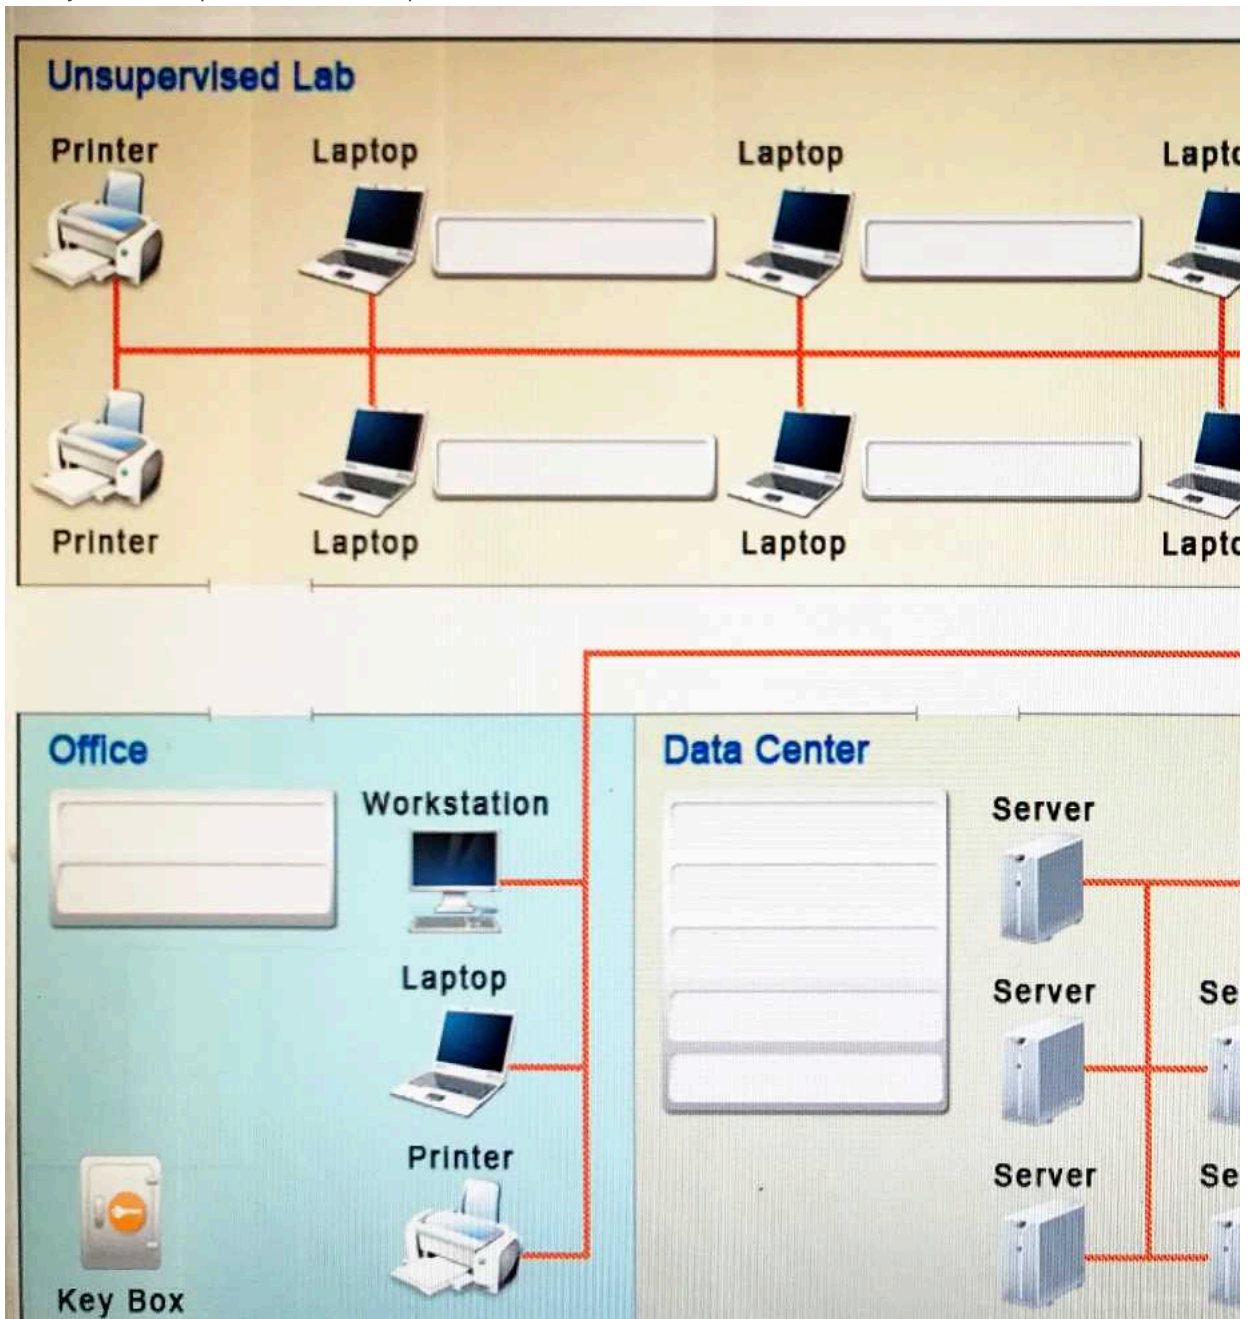 Unsupervised Lab
Printer Laptop Laptop
Printer Laptop Laptop
Office
Data Center
Workstation
Server
Laptop
Server
Printer
Server
Key Box